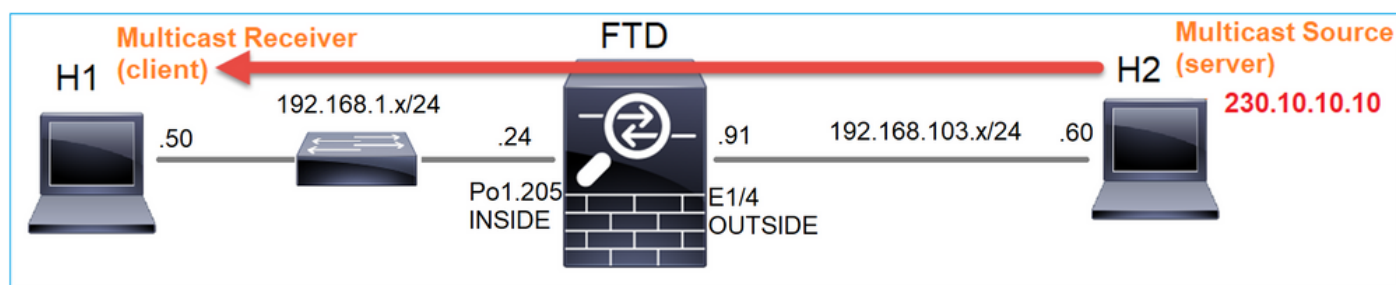 Multicast Receiver
(client)
FTD
Multicast Source
(server)
H1
H2
230.10.10.10
192.168.1.x/24
.50
.24
.91
192.168.103.x/24
.60
Po1.205
INSIDE
E1/4
OUTSIDE